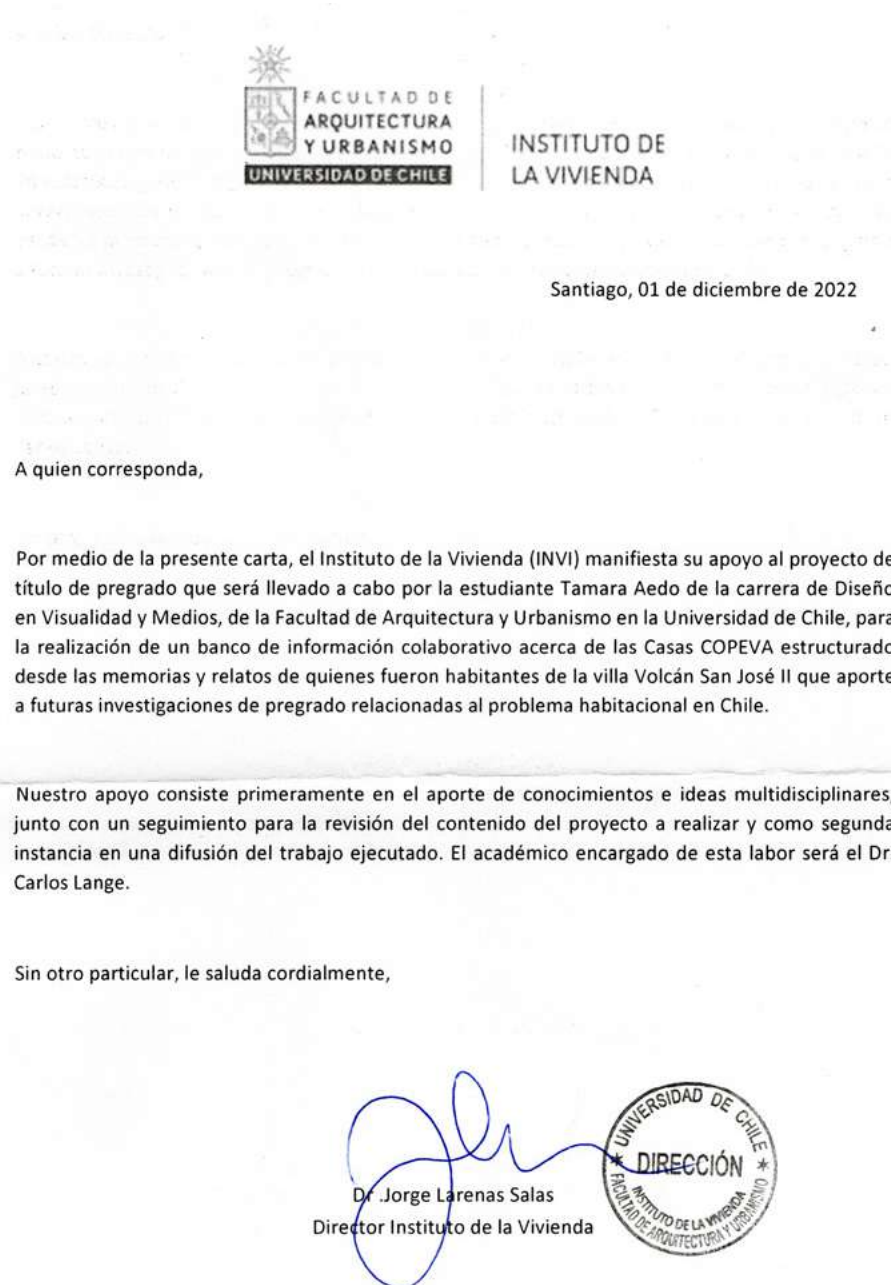 FACULTAD DE
ARQUITECTURA
Y URBANISMO
UNIVERSIDAD DE CHILE
INSTITUTO DE
LA VIVIENDA
Santiago, 01 de diciembre de 2022
A quien corresponda,
Por medio de la presente carta, el Instituto de la Vivienda (INVI) manifiesta su apoyo al proyecto de
título de pregrado que será llevado a cabo por la estudiante Tamara Aedo de la carrera de Diseño
en Visualidad y Medios, de la Facultad de Arquitectura y Urbanismo en la Universidad de Chile, para
la realización de un banco de información colaborativo acerca de las Casas COPEVA estructurado
desde las memorias y relatos de quienes fueron habitantes de la villa Volcán San José II que aporte
a futuras investigaciones de pregrado relacionadas al problema habitacional en Chile.
Nuestro apoyo consiste primeramente en el aporte de conocimientos e ideas multidisciplinares,
junto con un seguimiento para la revisión del contenido del proyecto a realizar y como segunda
instancia en una difusión del trabajo ejecutado. El académico encargado de esta labor será el Dr
Carlos Lange.
Sin otro particular, le saluda cordialmente,
Dr .Jorge Larenas Salas
Director Instituto de la Vivienda
UNIVERSIDAD DE CHILE
DIRECCIÓN
INSTITUTO DE LA VIVIENDA
FACULTAD DE ARQUITECTURA Y URBANISMO